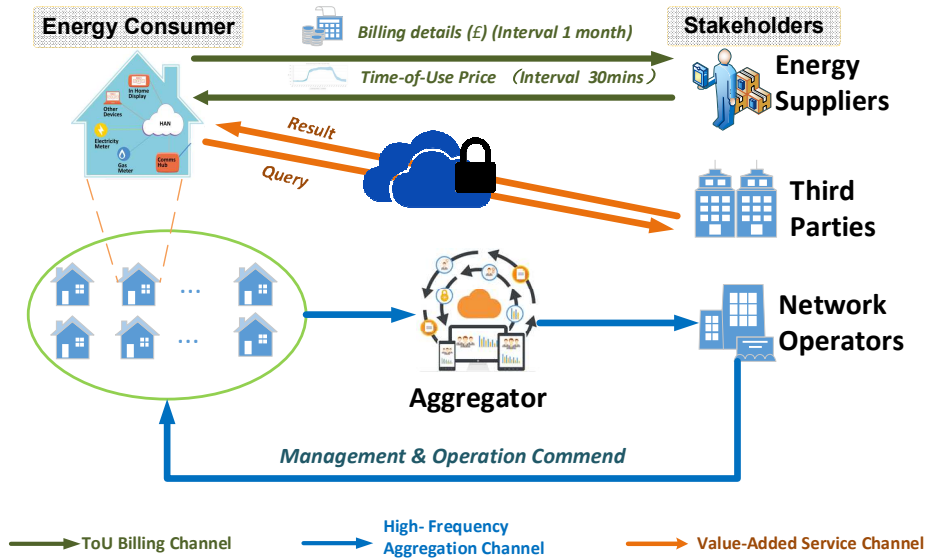 Energy Consumer
Billing details (£) (Interval 1 month)
Stakeholders
Time-of-Use Price （Interval 30mins）
Energy
Suppliers
In Home
Display
Other
Devices
HAN
Electricity
Meter
Gas
Meter
Comms
Hub
Result
Query
Third
Parties
...
...
Network
Operators
Aggregator
Management & Operation Commend
ToU Billing Channel
High- Frequency
Aggregation Channel
Value-Added Service Channel